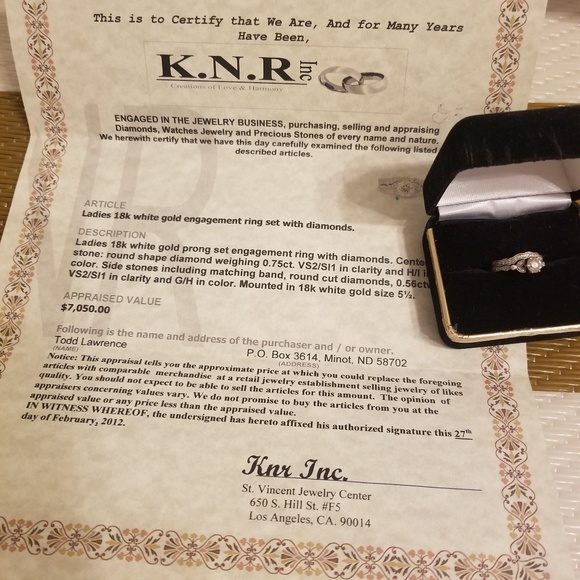 This is to Certify that We Are, And for Many Years
Have Been,
K.N.R Inc
Creations of Love & Harmony
ENGAGED IN THE JEWELRY BUSINESS, purchasing, selling and appraising
Diamonds, Watches Jewelry and Precious Stones of every name and nature.
We herewith certify that we have this day carefully examined the following listed
described articles.
ARTICLE
Ladies 18k white gold engagement ring set with diamonds.
DESCRIPTION
Ladies 18k white gold prong set engagement ring with diamonds. Cente
stone: round shape diamond weighing 0.75ct. VS2/SI1 in clarity and H/I i
color. Side stones including matching band, round cut diamonds, 0.56ct
VS2/SI1 in clarity and G/H in color. Mounted in 18k white gold size 5½.
APPRAISED VALUE
$7,050.00
Following is the name and address of the purchaser and / or owner.
Todd Lawrence P.O. Box 3614, Minot, ND 58702
(NAME) (ADDRESS)
Notice: This appraisal tells you the approximate price at which you could replace the foregoing
articles with comparable merchandise at a retail jewelry establishment selling jewelry of likes
quality. You should not expect to be able to sell the articles for this amount. The opinion of
appraisers concerning values vary. We do not promise to buy the articles from you at the
appraised value or any price less than the appraised value.
IN WITNESS WHEREOF, the undersigned has hereto affixed his authorized signature this 27th
day of February, 2012.
Knr Inc.
St. Vincent Jewelry Center
650 S. Hill St. #F5
Los Angeles, CA. 90014